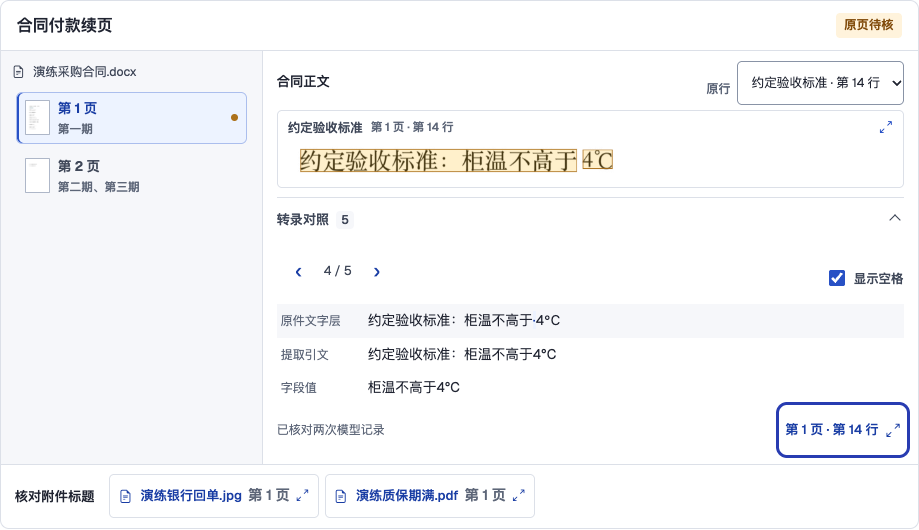 合同付款续页
原页待核
演练采购合同.docx
第 1 页
第一期
第 2 页
第二期、第三期
合同正文
原行
约定验收标准 · 第 14 行
约定验收标准 第 1 页 · 第 14 行
约定验收标准：柜温不高于 4℃
转录对照 5
4 / 5
显示空格
原件文字层 约定验收标准：柜温不高于·4°C
提取引文 约定验收标准：柜温不高于4°C
字段值 柜温不高于4°C
已核对两次模型记录
第 1 页 · 第 14 行
核对附件标题
演练银行回单.jpg 第 1 页
演练质保期满.pdf 第 1 页